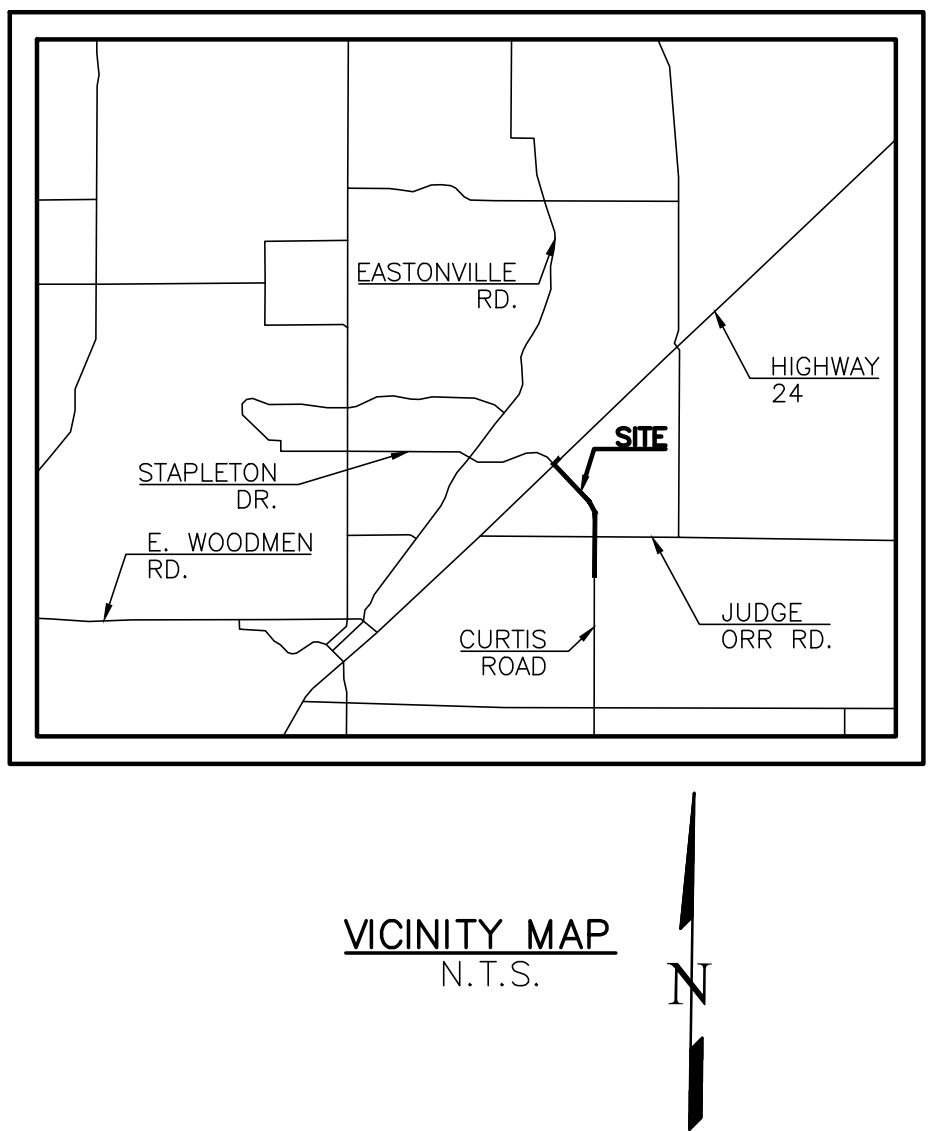 EASTONVILLE
RD.
HIGHWAY
24
SITE
STAPLETON
DR.
E. WOODMEN
RD.
JUDGE
ORR RD.
CURTIS
ROAD
VICINITY MAP
N.T.S.
N